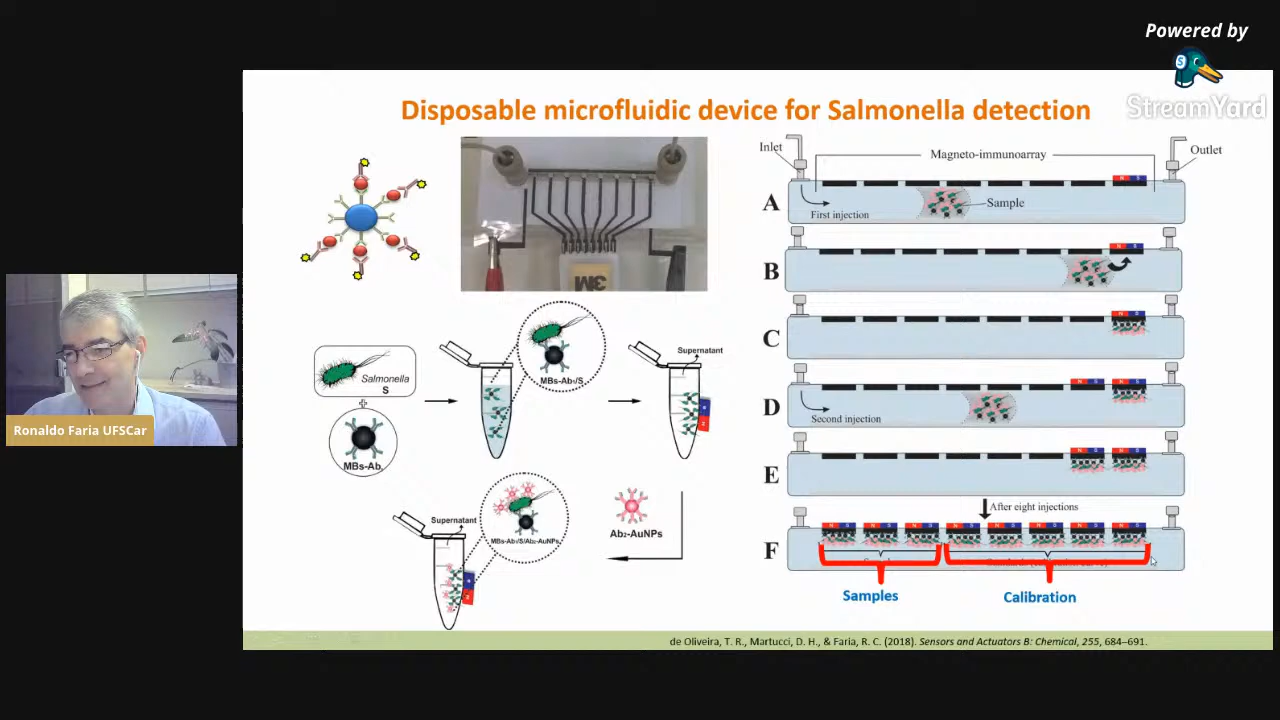 Powered by
StreamYard
Disposable microfluidic device for Salmonella detection
Ronaldo Faria UFSCar
Salmonella
S
MBs-Ab₁
MBs-Ab₁/S
Supernatant
3M
Ab₂-AuNPs
Supernatant
MBs-Ab₁/S/Ab₂-AuNPs
Inlet
Magneto-immunoarray
Outlet
A
N S
Sample
First injection
B
N S
C
N S
D
N S N S
Second injection
E
N S N S
After eight injections
F
N S N S N S N S N S N S N S N S
Samples
Calibration
de Oliveira, T. R., Martucci, D. H., & Faria, R. C. (2018). Sensors and Actuators B: Chemical, 255, 684–691.